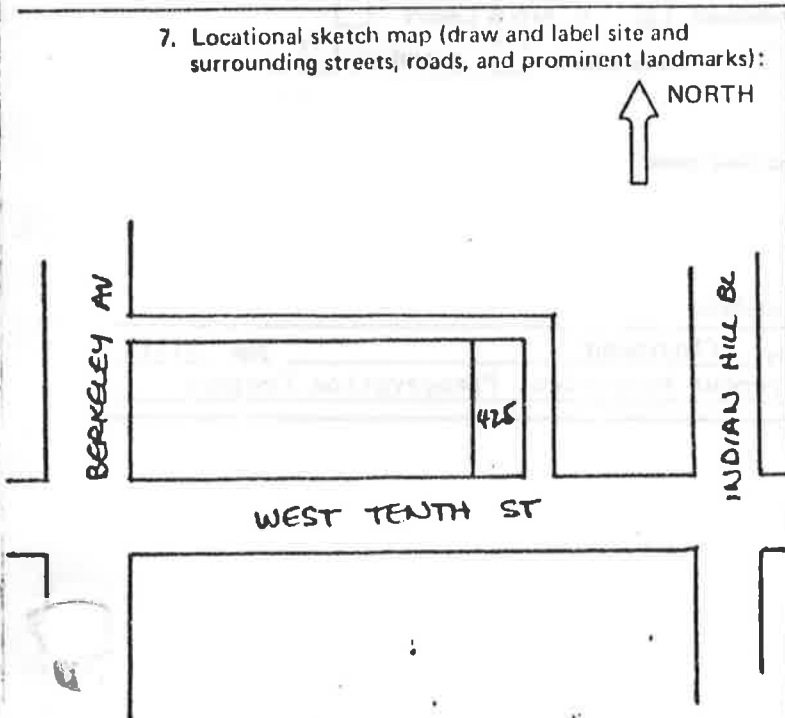 7. Locational sketch map (draw and label site and
surrounding streets, roads, and prominent landmarks):
NORTH
BERKELEY AV
425
INDIAN HILL BL
WEST TENTH ST